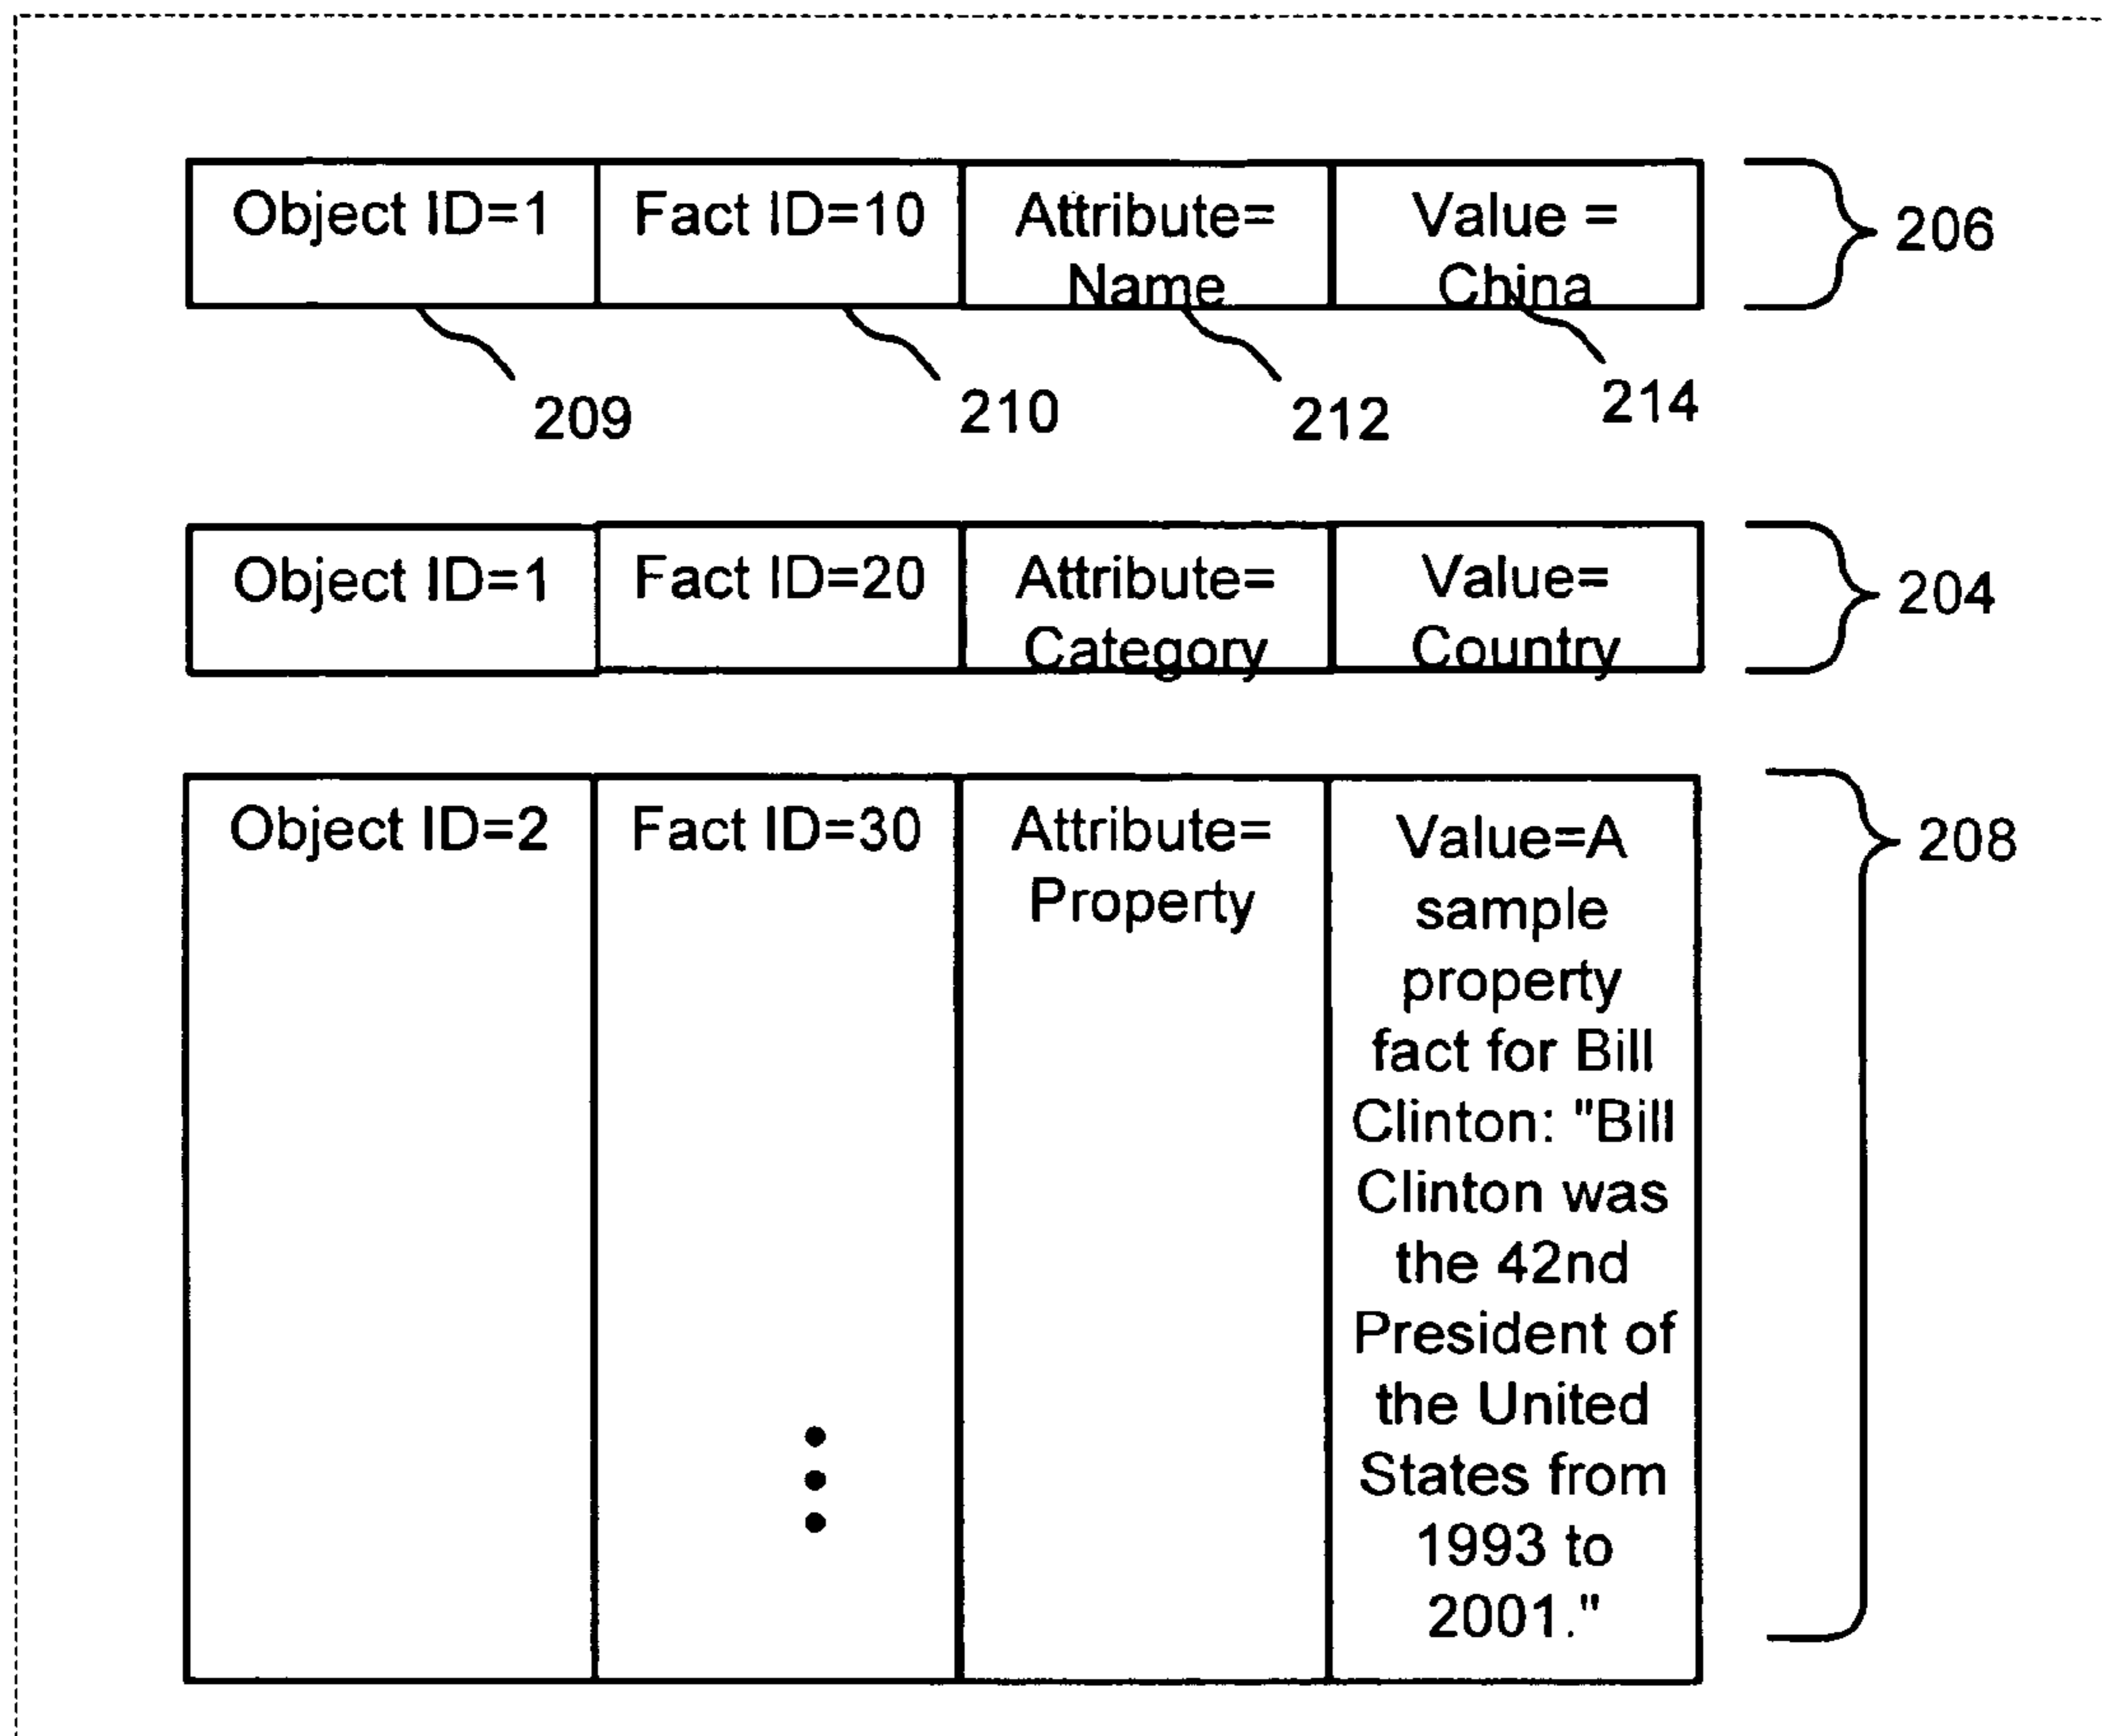 Object ID=1 Fact ID=10 Attribute= Value =
Name China
206
209 210 212 214
Object ID=1 Fact ID=20 Attribute= Value=
Category Country
204
Object ID=2 Fact ID=30 Attribute= Value=A
Property sample
property
fact for Bill
Clinton: "Bill
Clinton was
the 42nd
President of
the United
States from
1993 to
2001."
208